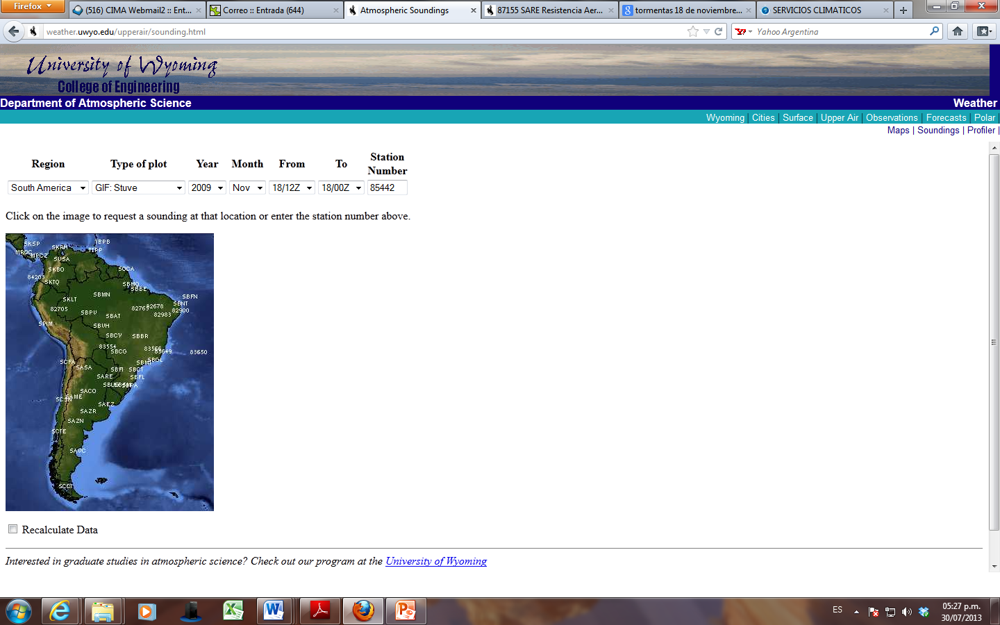 Firefox
(516) CIMA Webmail2 :: Ent...
Correo :: Entrada (644)
Atmospheric Soundings
87155 SARE Resistencia Aer...
tormentas 18 de noviembre...
SERVICIOS CLIMATICOS
weather.uwyo.edu/upperair/sounding.html
Yahoo Argentina
University of Wyoming
College of Engineering
Department of Atmospheric Science
Weather
Wyoming | Cities | Surface | Upper Air | Observations | Forecasts | Polar |
Maps | Soundings | Profiler |
Region Type of plot Year Month From To Station Number
South America GIF: Stuve 2009 Nov 18/12Z 18/00Z 85442
Click on the image to request a sounding at that location or enter the station number above.
SKSP
TBPB
SKRH
MROC
MPCZ
SVSA
SKBO
SOCA
84203
SKTQ
SBMQ
SBBE
SBMN
SBFN
SKLT
SBNT
82705
82765
82678
82900
SBPV
SBAT
82983
SPIM
SBVH
SBCY
SBBR
83554
SBCG
83566
83649
83650
SCFA
SBGL
SASA
SBFI
SBCT
SARE
SBFL
SBPA
SACO
SAME
SCSN
SAEZ
SAZR
SAZN
SCTE
SAVC
SCCI
Recalculate Data
Interested in graduate studies in atmospheric science? Check out our program at the University of Wyoming
ES
05:27 p.m.
30/07/2013